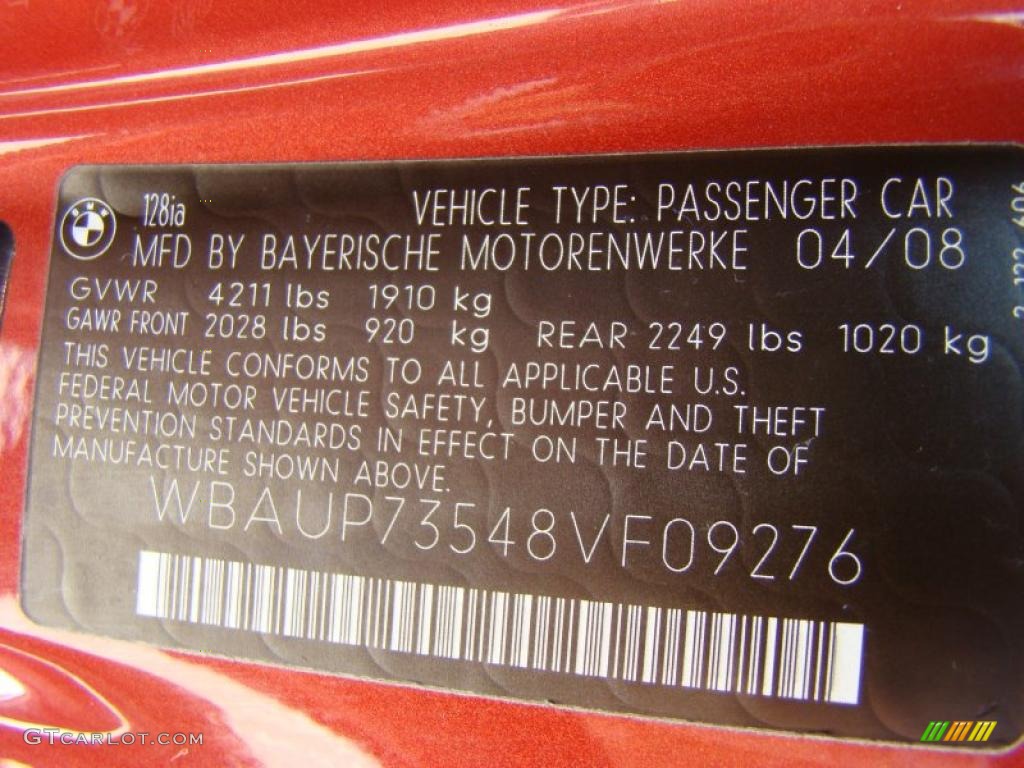 128ia
VEHICLE TYPE: PASSENGER CAR
MFD BY BAYERISCHE MOTORENWERKE 04/08
GVWR 4211 lbs 1910 kg
GAWR FRONT 2028 lbs 920 kg REAR 2249 lbs 1020 kg
THIS VEHICLE CONFORMS TO ALL APPLICABLE U.S.
FEDERAL MOTOR VEHICLE SAFETY, BUMPER AND THEFT
PREVENTION STANDARDS IN EFFECT ON THE DATE OF
MANUFACTURE SHOWN ABOVE.
WBAUP73548VF09276
GTCARLOT.COM